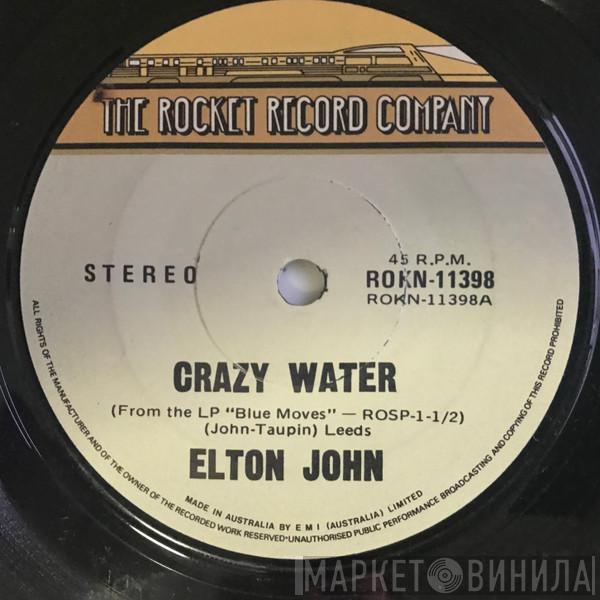 THE ROCKET RECORD COMPANY
STEREO
45 R.P.M.
ROKN-11398
ROKN-11398A
CRAZY WATER
(From the LP "Blue Moves" — ROSP-1-1/2)
(John-Taupin) Leeds
ELTON JOHN
MADE IN AUSTRALIA BY EMI (AUSTRALIA) LIMITED
ALL RIGHTS OF THE MANUFACTURER AND OF THE OWNER OF THE RECORDED WORK RESERVED•UNAUTHORISED PUBLIC PERFORMANCE BROADCASTING AND COPYING OF THIS RECORD PROHIBITED
МАРКЕТ ВИНИЛА